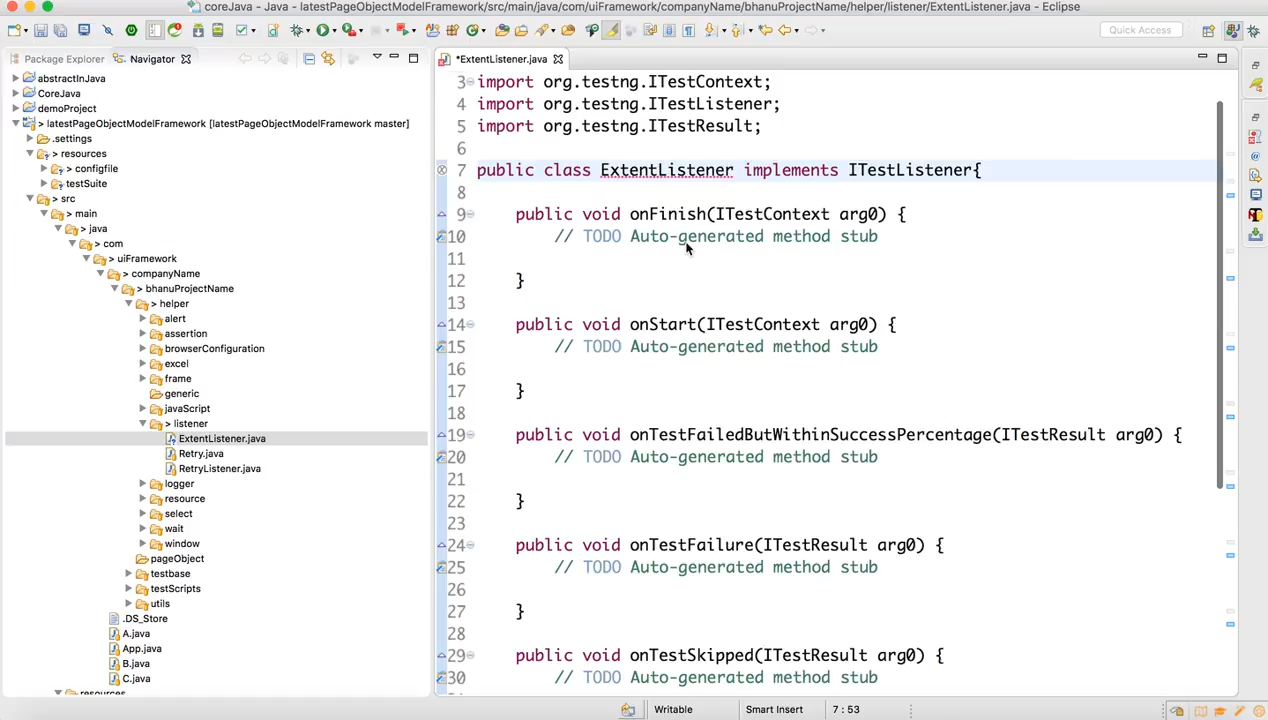 coreJava - Java - latestPageObjectModelFramework/src/main/java/com/uiFramework/companyName/bhanuProjectName/helper/listener/ExtentListener.java - Eclipse
Quick Access
Package Explorer
Navigator
*ExtentListener.java
abstractInJava
CoreJava
demoProject
> latestPageObjectModelFramework [latestPageObjectModelFramework master]
.settings
> resources
> configfile
testSuite
> src
> main
> java
> com
uiFramework
> companyName
> bhanuProjectName
> helper
alert
assertion
browserConfiguration
excel
frame
generic
javaScript
> listener
ExtentListener.java
Retry.java
RetryListener.java
logger
resource
select
wait
window
pageObject
testbase
testScripts
utils
.DS_Store
A.java
App.java
B.java
C.java
resources
3 import org.testng.ITestContext;
4 import org.testng.ITestListener;
5 import org.testng.ITestResult;
6
7 public class ExtentListener implements ITestListener{
8
9 public void onFinish(ITestContext arg0) {
10 // TODO Auto-generated method stub
11
12 }
13
14 public void onStart(ITestContext arg0) {
15 // TODO Auto-generated method stub
16
17 }
18
19 public void onTestFailedButWithinSuccessPercentage(ITestResult arg0) {
20 // TODO Auto-generated method stub
21
22 }
23
24 public void onTestFailure(ITestResult arg0) {
25 // TODO Auto-generated method stub
26
27 }
28
29 public void onTestSkipped(ITestResult arg0) {
30 // TODO Auto-generated method stub
Writable
Smart Insert
7 : 53